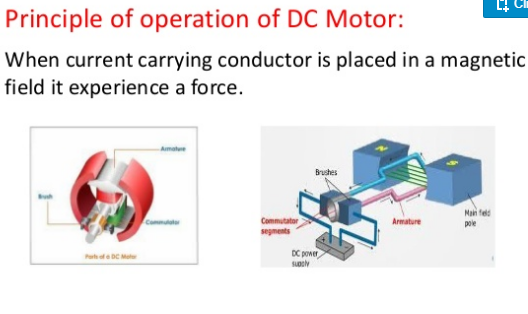 Principle of operation of DC Motor:
When current carrying conductor is placed in a magnetic
field it experience a force.
Armature
Brush
Commutator
Parts of a DC Motor
Brushes
N
S
Commutator
segments
Armature
Main field
pole
DC power
supply